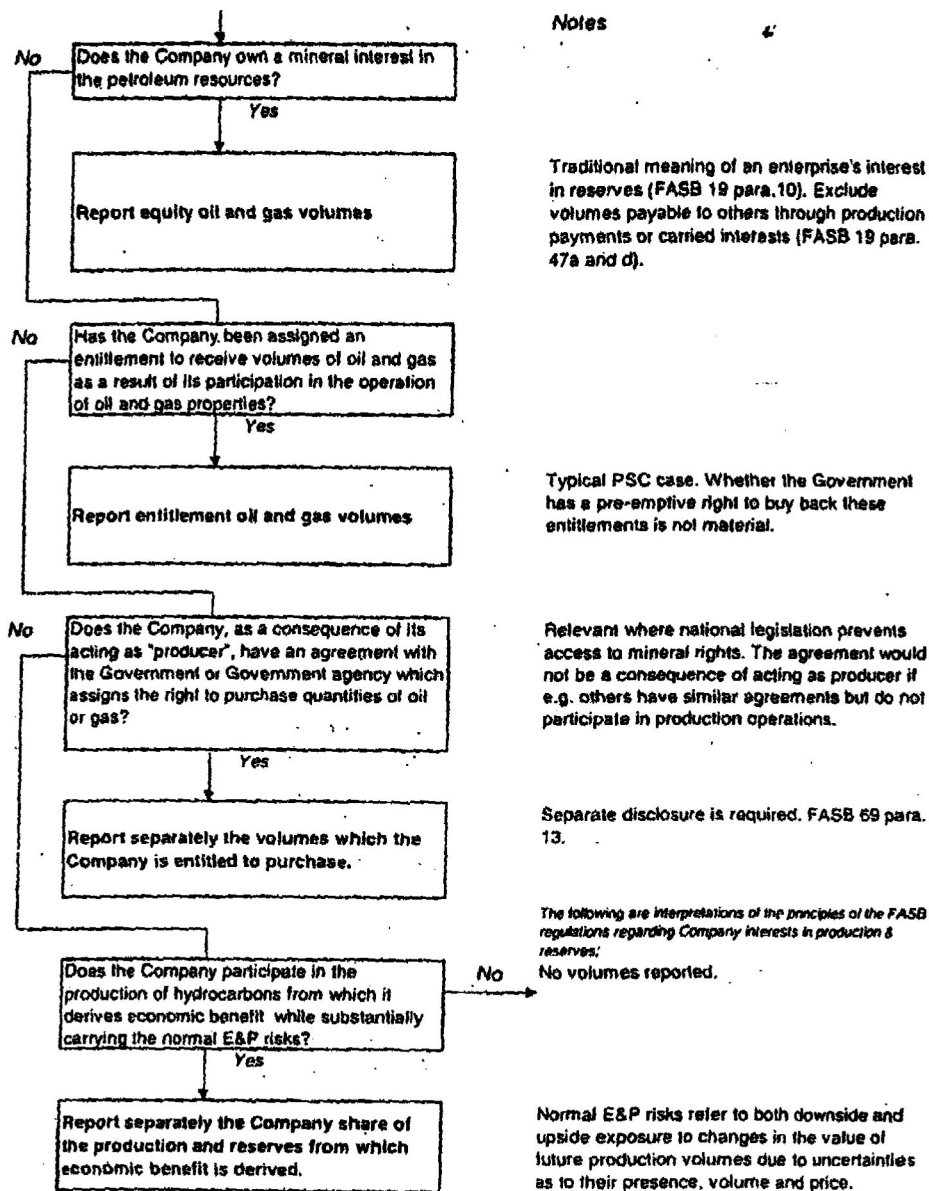 Notes
No
Does the Company own a mineral interest in
the petroleum resources?
Yes
Report equity oil and gas volumes
Traditional meaning of an enterprise's interest
in reserves (FASB 19 para.10). Exclude
volumes payable to others through production
payments or carried interests (FASB 19 para.
47a and d).
No
Has the Company been assigned an
entitlement to receive volumes of oil and gas
as a result of its participation in the operation
of oil and gas properties?
Yes
Report entitlement oil and gas volumes
Typical PSC case. Whether the Government
has a pre-emptive right to buy back these
entitlements is not material.
No
Does the Company, as a consequence of its
acting as "producer", have an agreement with
the Government or Government agency which
assigns the right to purchase quantities of oil
or gas?
Yes
Relevant where national legislation prevents
access to mineral rights. The agreement would
not be a consequence of acting as producer if
e.g. others have similar agreements but do not
participate in production operations.
Report separately the volumes which the
Company is entitled to purchase.
Separate disclosure is required. FASB 69 para.
13.
The following are interpretations of the principles of the FASB
regulations regarding Company interests in production &
reserves;
Does the Company participate in the
production of hydrocarbons from which it
derives economic benefit while substantially
carrying the normal E&P risks?
No
No volumes reported.
Yes
Report separately the Company share of
the production and reserves from which
economic benefit is derived.
Normal E&P risks refer to both downside and
upside exposure to changes in the value of
future production volumes due to uncertainties
as to their presence, volume and price.